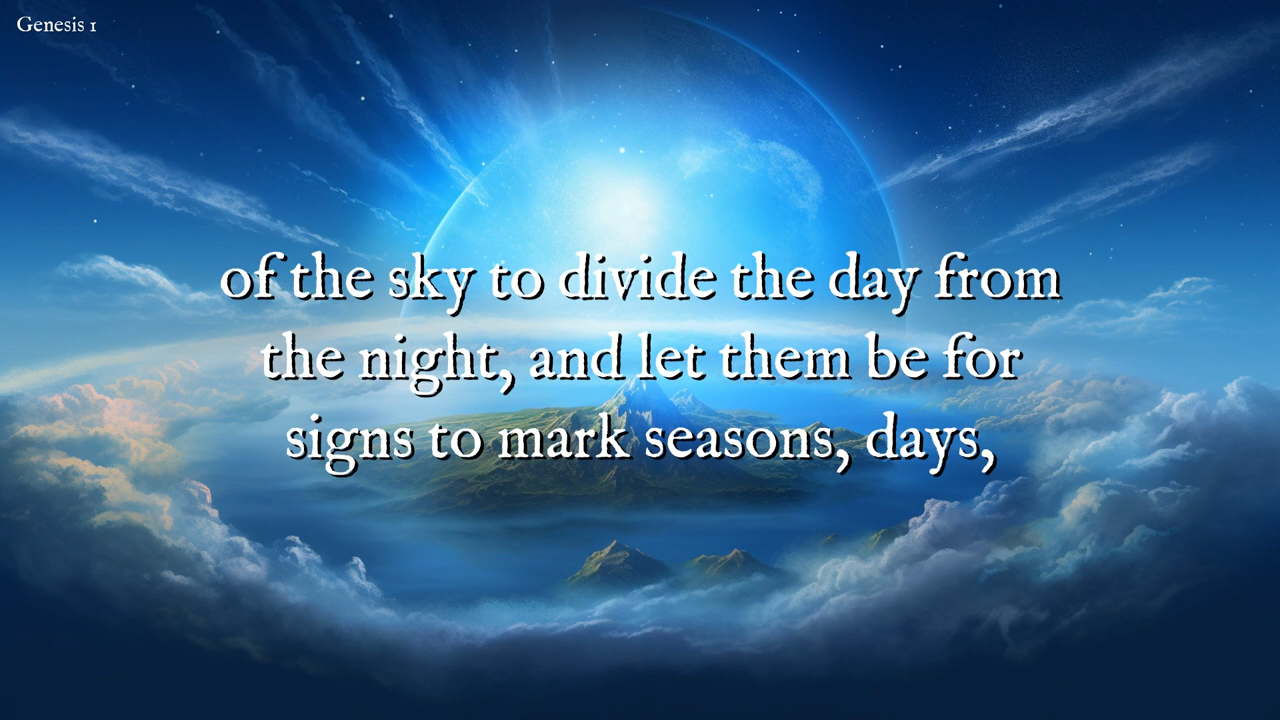 Genesis 1
of the sky to divide the day from
the night, and let them be for
signs to mark seasons, days,